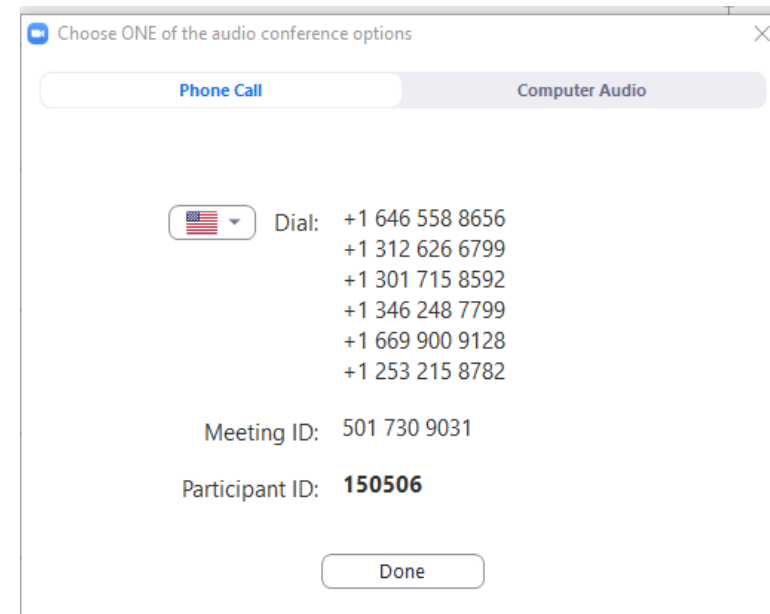 Choose ONE of the audio conference options
Phone Call Computer Audio
Dial: +1 646 558 8656
+1 312 626 6799
+1 301 715 8592
+1 346 248 7799
+1 669 900 9128
+1 253 215 8782
Meeting ID: 501 730 9031
Participant ID: 150506
Done